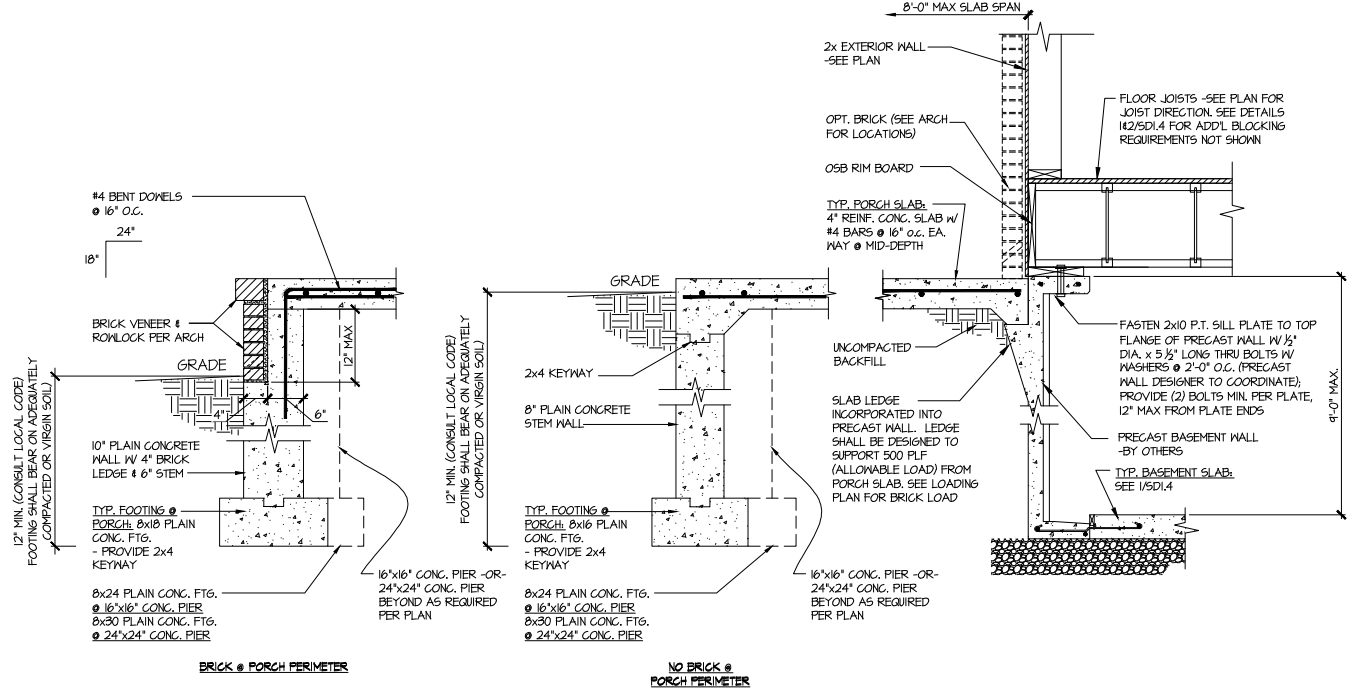 8'-0" MAX SLAB SPAN
2x EXTERIOR WALL
-SEE PLAN
FLOOR JOISTS -SEE PLAN FOR
JOIST DIRECTION. SEE DETAILS
1&2/SD1.4 FOR ADD'L BLOCKING
REQUIREMENTS NOT SHOWN
OPT. BRICK (SEE ARCH
FOR LOCATIONS)
OSB RIM BOARD
TYP. PORCH SLAB:
4" REINF. CONC. SLAB W/
#4 BARS @ 16" o.c. EA.
WAY @ MID-DEPTH
#4 BENT DOWELS
@ 16" O.C.
24"
18"
BRICK VENEER &
ROWLOCK PER ARCH
GRADE
12" MAX
4"
6"
12" MIN. (CONSULT LOCAL CODE)
FOOTING SHALL BEAR ON ADEQUATELY
COMPACTED OR VIRGIN SOIL)
10" PLAIN CONCRETE
WALL W/ 4" BRICK
LEDGE & 6" STEM
TYP. FOOTING @
PORCH: 8x18 PLAIN
CONC. FTG.
- PROVIDE 2x4
KEYWAY
8x24 PLAIN CONC. FTG.
@ 16"x16" CONC. PIER
8x30 PLAIN CONC. FTG.
@ 24"x24" CONC. PIER
16"x16" CONC. PIER -OR-
24"x24" CONC. PIER
BEYOND AS REQUIRED
PER PLAN
BRICK @ PORCH PERIMETER
GRADE
12" MIN. (CONSULT LOCAL CODE)
FOOTING SHALL BEAR ON ADEQUATELY
COMPACTED OR VIRGIN SOIL)
2x4 KEYWAY
8" PLAIN CONCRETE
STEM WALL
TYP. FOOTING @
PORCH: 8x16 PLAIN
CONC. FTG.
- PROVIDE 2x4
KEYWAY
8x24 PLAIN CONC. FTG.
@ 16"x16" CONC. PIER
8x30 PLAIN CONC. FTG.
@ 24"x24" CONC. PIER
16"x16" CONC. PIER -OR-
24"x24" CONC. PIER
BEYOND AS REQUIRED
PER PLAN
NO BRICK @
PORCH PERIMETER
UNCOMPACTED
BACKFILL
SLAB LEDGE
INCORPORATED INTO
PRECAST WALL. LEDGE
SHALL BE DESIGNED TO
SUPPORT 500 PLF
(ALLOWABLE LOAD) FROM
PORCH SLAB. SEE LOADING
PLAN FOR BRICK LOAD
FASTEN 2x10 P.T. SILL PLATE TO TOP
FLANGE OF PRECAST WALL W/ ½"
DIA. x 5 ½" LONG THRU BOLTS W/
WASHERS @ 2'-0" O.C. (PRECAST
WALL DESIGNER TO COORDINATE);
PROVIDE (2) BOLTS MIN. PER PLATE,
12" MAX FROM PLATE ENDS
PRECAST BASEMENT WALL
-BY OTHERS
TYP. BASEMENT SLAB:
SEE 1/SD1.4
9'-0" MAX.